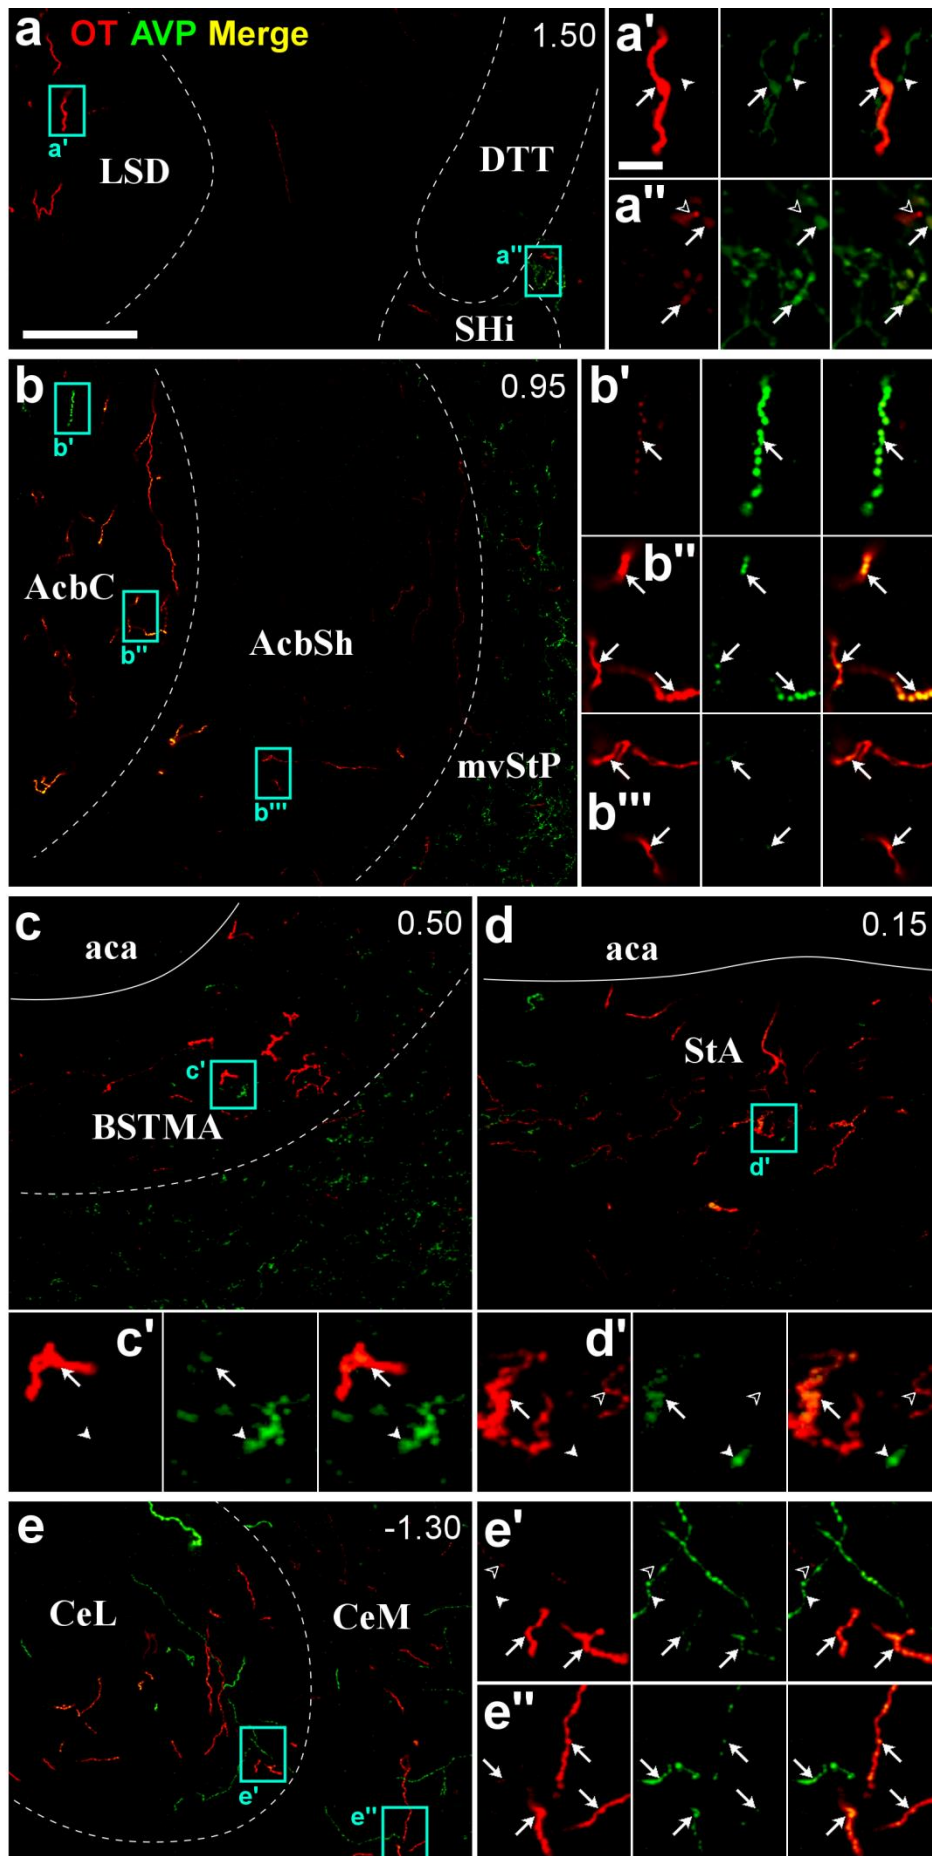 a OT AVP Merge 1.50
a'
LSD
DTT
a''
SHi
a'
a''
b 0.95
b'
AcbC
b''
AcbSh
mvStP
b'''
b'
b''
b'''
c 0.50
aca
c'
BSTMA
d 0.15
aca
StA
d'
c'
d'
e -1.30
CeL
CeM
e'
e''
e'
e''